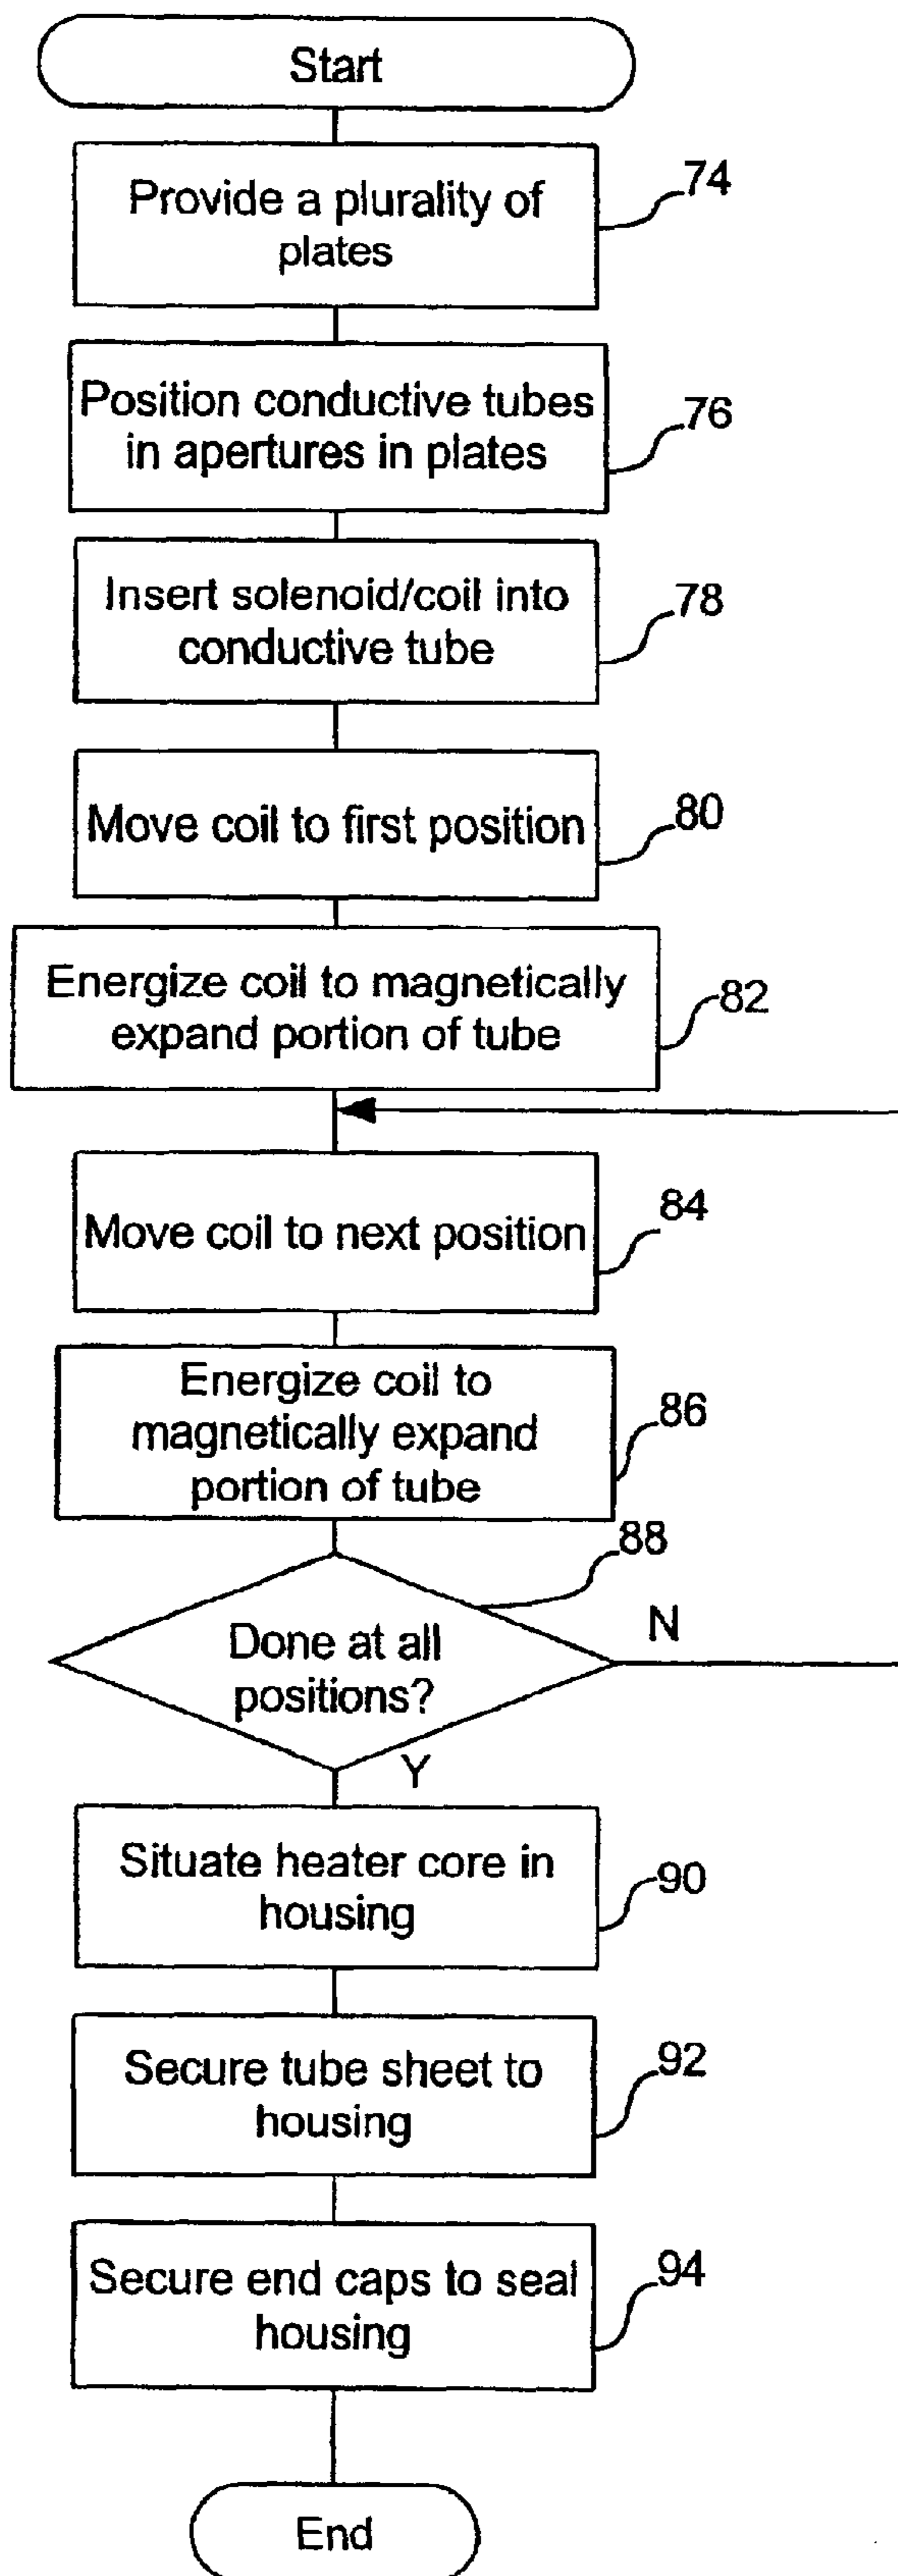 Start
Provide a plurality of
plates
74
Position conductive tubes
in apertures in plates
76
Insert solenoid/coil into
conductive tube
78
Move coil to first position
80
Energize coil to magnetically
expand portion of tube
82
Move coil to next position
84
Energize coil to
magnetically expand
portion of tube
86
88
Done at all
positions?
N
Y
Situate heater core in
housing
90
Secure tube sheet to
housing
92
Secure end caps to seal
housing
94
End